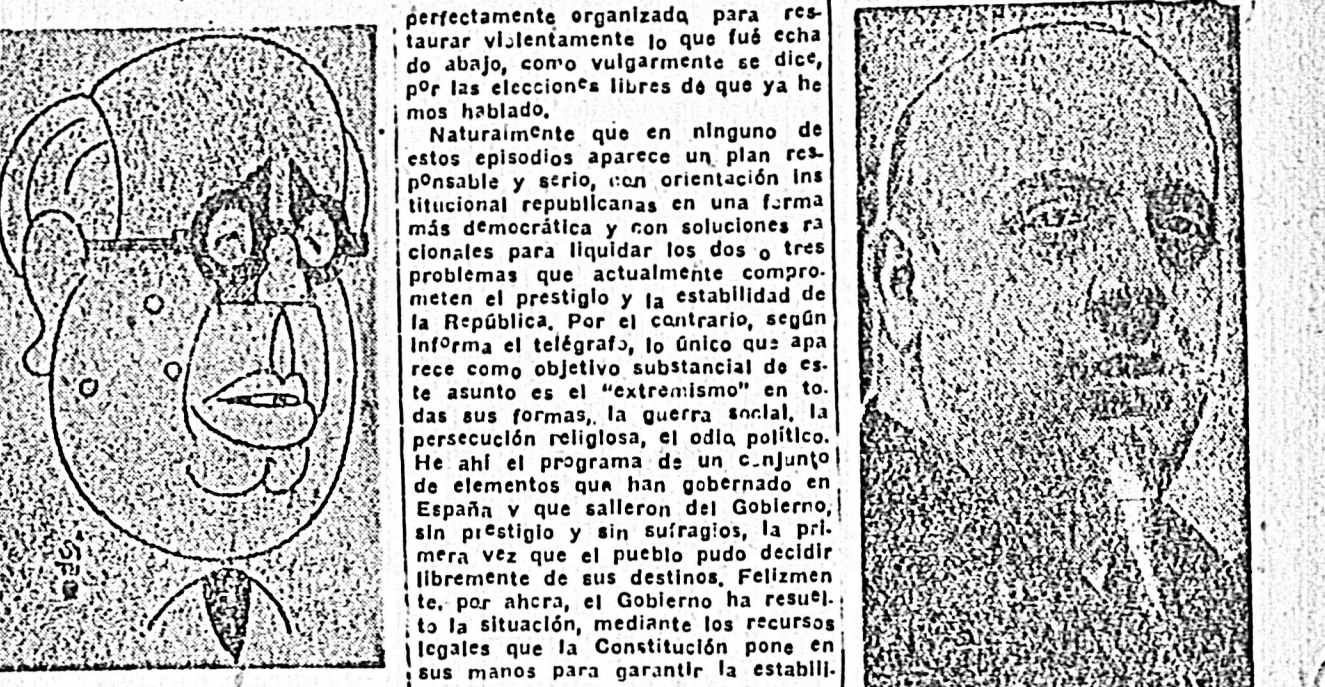 perfectamente organizado para res-
taurar violentamente lo que fué echa
do abajo, como vulgarmente se dice,
por las elecciones libres de que ya he
mos hablado.
Naturalmente que en ninguno de
estos episodios aparece un plan res-
ponsable y serio, con orientación ins
titucional republicanas en una forma
más democrática y con soluciones ra
cionales para liquidar los dos o tres
problemas que actualmente compro-
meten el prestigio y la estabilidad de
la República. Por el contrario, según
informa el telégrafo, lo único que apa
rece como objetivo substancial de es-
te asunto es el “extremismo” en to-
das sus formas, la guerra social, la
persecución religiosa, el odio político.
He ahí el programa de un conjunto
de elementos que han gobernado en
España y que salieron del Gobierno,
sin prestigio y sin sufragios, la pri-
mera vez que el pueblo pudo decidir
libremente de sus destinos. Felizmen
te, por ahora, el Gobierno ha resuel-
to la situación, mediante los recursos
legales que la Constitución pone en
sus manos para garantir la estabili-